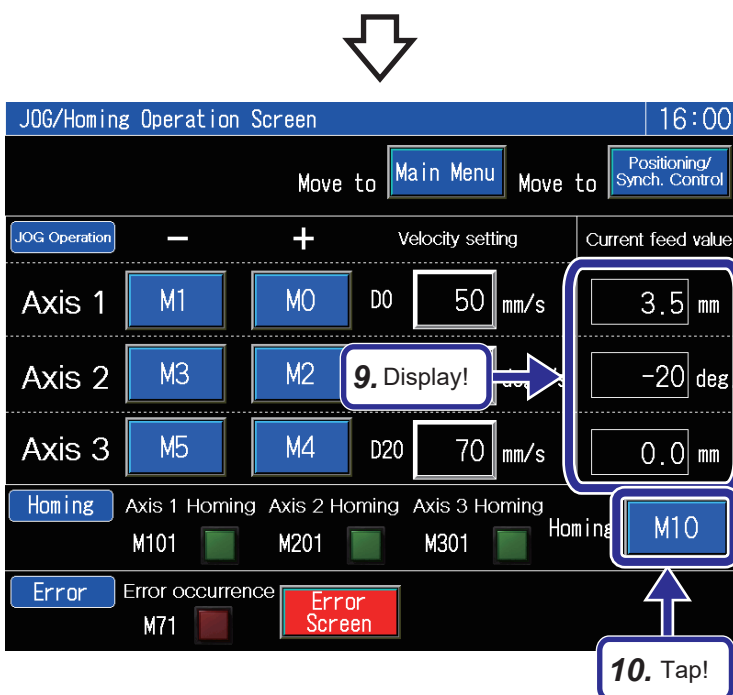 JOG/Homing Operation Screen 16:00
Move to Main Menu Move to Positioning/
Synch. Control
JOG Operation − + Velocity setting Current feed value
Axis 1 M1 M0 D0 50 mm/s 3.5 mm
Axis 2 M3 M2 9. Display! -20 deg
Axis 3 M5 M4 D20 70 mm/s 0.0 mm
Homing Axis 1 Homing Axis 2 Homing Axis 3 Homing
M101 M201 M301 Homing M10
Error Error occurrence Error
Screen
M71
10. Tap!